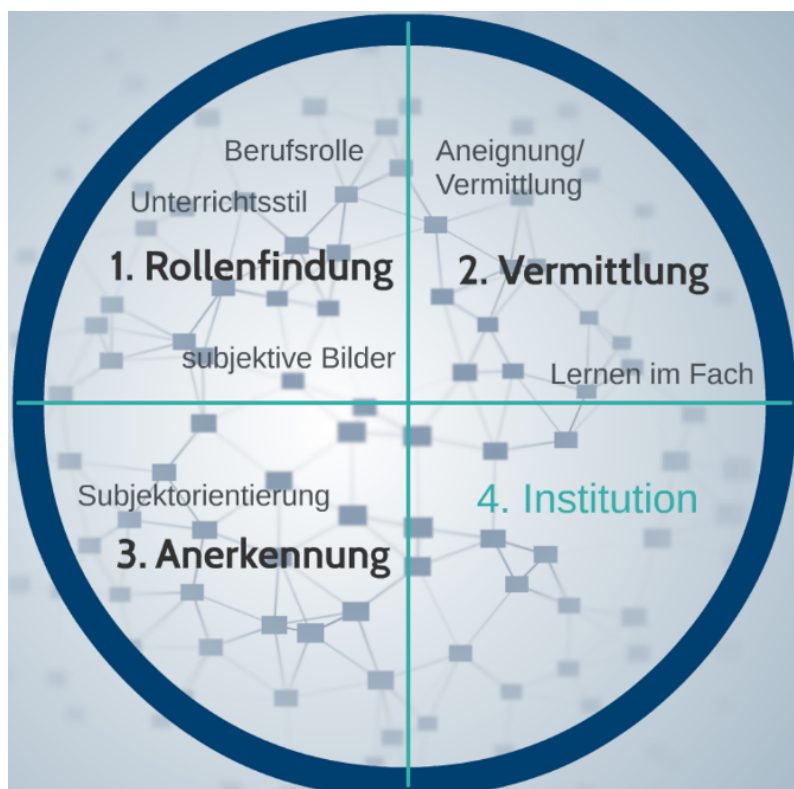 Berufsrolle
Unterrichtsstil
1. Rollenfindung
subjektive Bilder
Aneignung/
Vermittlung
2. Vermittlung
Lernen im Fach
Subjektorientierung
3. Anerkennung
4. Institution